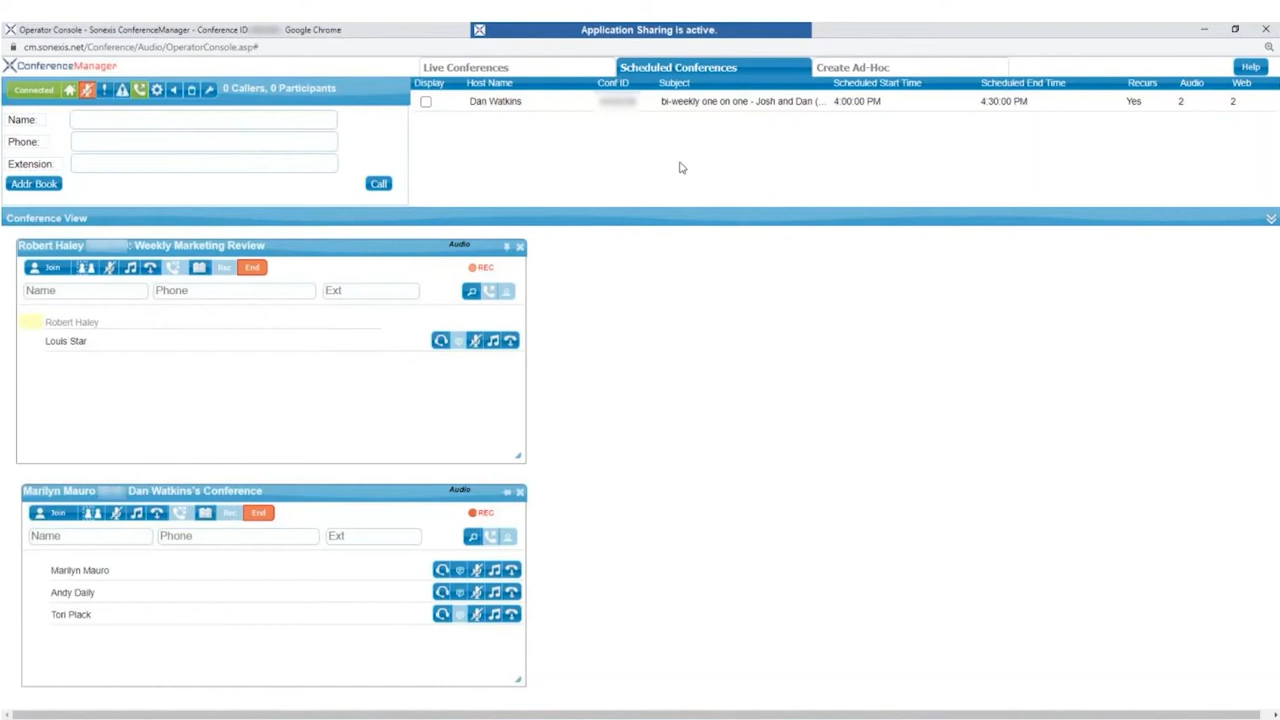 Operator Console - Sonexis ConferenceManager - Conference ID Google Chrome
Application Sharing is active.
cm.sonexis.net/Conference/Audio/OperatorConsole.asp#
ConferenceManager
Live Conferences Scheduled Conferences Create Ad-Hoc Help
Connected 0 Callers, 0 Participants
Display Host Name Conf ID Subject Scheduled Start Time Scheduled End Time Recurs Audio Web
Dan Watkins bi-weekly one on one - Josh and Dan (... 4:00:00 PM 4:30:00 PM Yes 2 2
Name:
Phone:
Extension:
Addr Book Call
Conference View
Robert Haley : Weekly Marketing Review Audio
Join Rec End REC
Name Phone Ext
Robert Haley
Louis Star
Marilyn Mauro Dan Watkins's Conference Audio
Join Rec End REC
Name Phone Ext
Marilyn Mauro
Andy Daily
Tori Plack